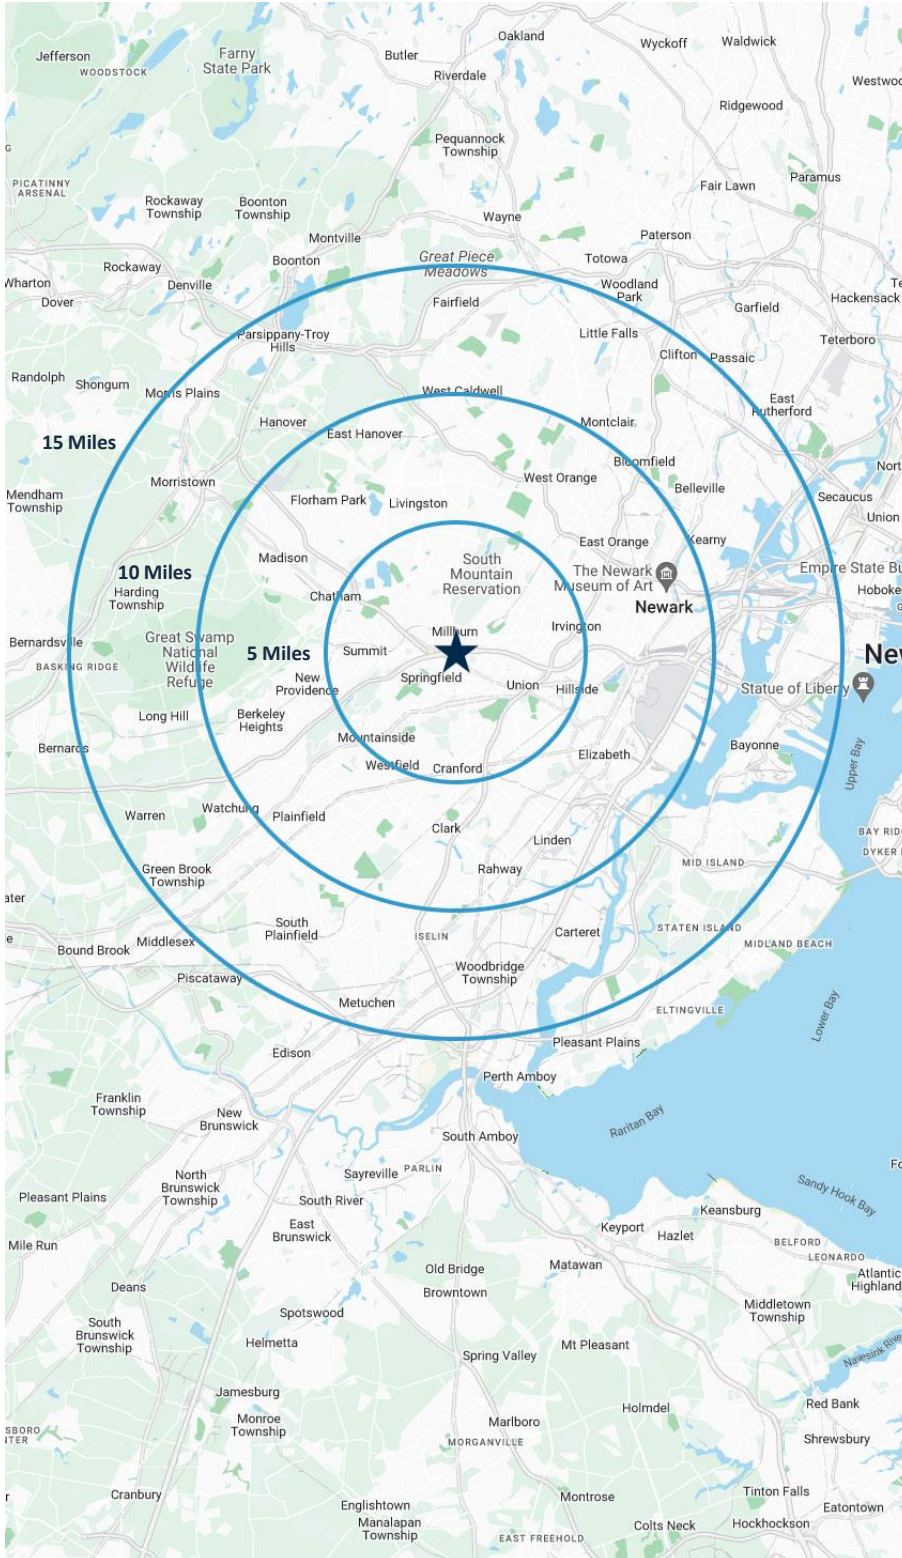 Oakland
Wyckoff
Waldwick
Jefferson
Farny
State Park
Butler
WOODSTOCK
Riverdale
Westwoo
Ridgewood
Pequannock
Township
PICATINNY
ARSENAL
Fair Lawn
Paramus
Rockaway
Township
Boonton
Township
Wayne
Montville
Paterson
Great Piece
Meadows
Boonton
Totowa
Rockaway
Wharton
Denville
Woodland
Park
Te
Hackensack
Dover
Fairfield
Garfield
Parsippany-Troy
Hills
Little Falls
Teterboro
Clifton
Passaic
Randolph
Shongum
Morris Plains
West Caldwell
East
Rutherford
Hanover
East Hanover
Montclair
15 Miles
Bloomfield
Nort
Morristown
West Orange
Belleville
Mendham
Township
Florham Park
Livingston
Secaucus
Union
East Orange
Kearny
Madison
South
Mountain
Reservation
The Newark
Museum of Art
Empire State Bu
10 Miles
Harding
Township
Chatham
Hoboke
Newark
Millburn
Irvington
Bernardsville
Great Swamp
National
Wildlife
Refuge
5 Miles
Summit
New
BASKING RIDGE
New
Providence
Springfield
Union
Hillside
Statue of Liberty
Long Hill
Berkeley
Heights
Mountainside
Bernards
Elizabeth
Bayonne
Upper Bay
Westfield
Cranford
Warren
Watchung
Plainfield
Clark
Linden
BAY RIDG
DYKER
MID ISLAND
Green Brook
Township
Rahway
ater
South
Plainfield
ISELIN
Carteret
STATEN ISLAND
MIDLAND BEACH
e
Bound Brook
Middlesex
Piscataway
Woodbridge
Township
Metuchen
ELTINGVILLE
Lower Bay
Edison
Pleasant Plains
Perth Amboy
Franklin
Township
New
Brunswick
Raritan Bay
South Amboy
North
Brunswick
Township
Sayreville
PARLIN
Fo
Pleasant Plains
South River
Sandy Hook Bay
East
Brunswick
Keyport
Keansburg
Hazlet
Mile Run
BELFORD
LEONARDO
Old Bridge
Matawan
Atlantic
Highland
Deans
Browntown
Spotswood
Middletown
Township
South
Brunswick
Township
Helmetta
Mt Pleasant
Spring Valley
Navesink River
Jamesburg
Monroe
Township
Holmdel
Red Bank
Marlboro
SBORO
NTER
MORGANVILLE
Shrewsbury
Cranbury
Englishtown
Montrose
Tinton Falls
Eatontown
Manalapan
Township
Colts Neck
Hockhockson
EAST FREEHOLD